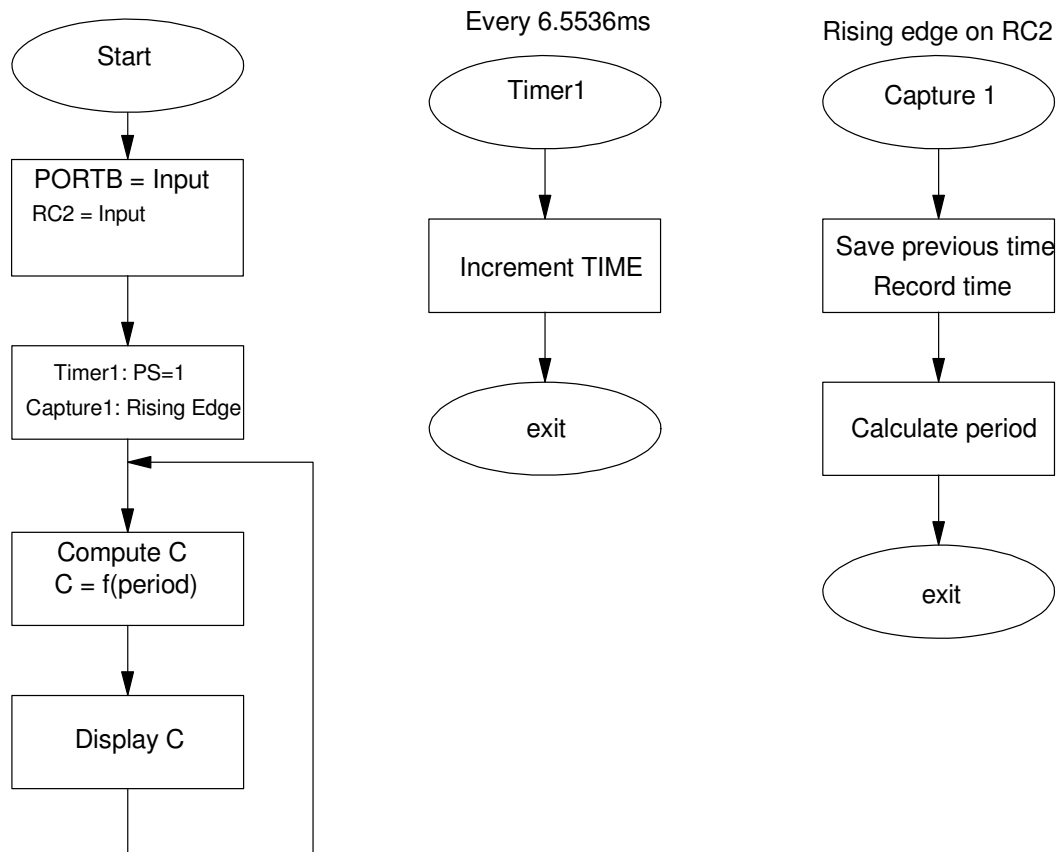 Start
PORTB = Input
RC2 = Input
Timer1: PS=1
Capture1: Rising Edge
Compute C
C = f(period)
Display C
Every 6.5536ms
Timer1
Increment TIME
exit
Rising edge on RC2
Capture 1
Save previous time
Record time
Calculate period
exit